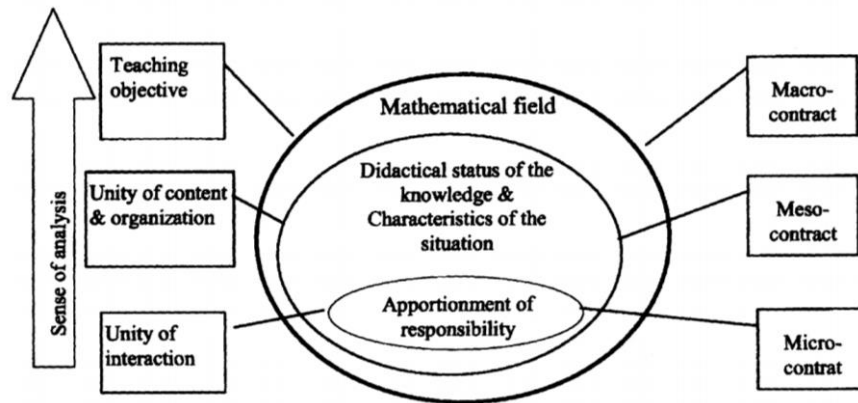 Teaching
objective
Mathematical field
Macro-
contract
Sense of analysis
Unity of content
& organization
Didactical status of the
knowledge &
Characteristics of the
situation
Meso-
contract
Unity of
interaction
Apportionment of
responsibility
Micro-
contrat